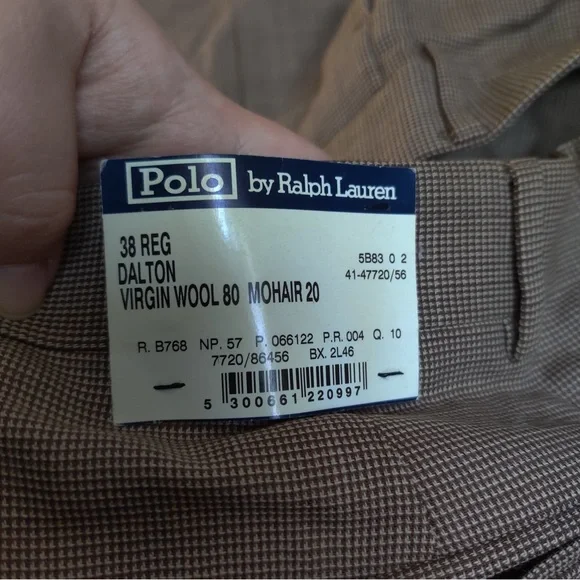 Polo by Ralph Lauren
38 REG
DALTON
VIRGIN WOOL 80 MOHAIR 20
5B83 0 2
41-47720/56
R. B768 NP. 57 P. 066122 P.R. 004 Q. 10
7720/86456 BX. 2L46
5 300661 220997